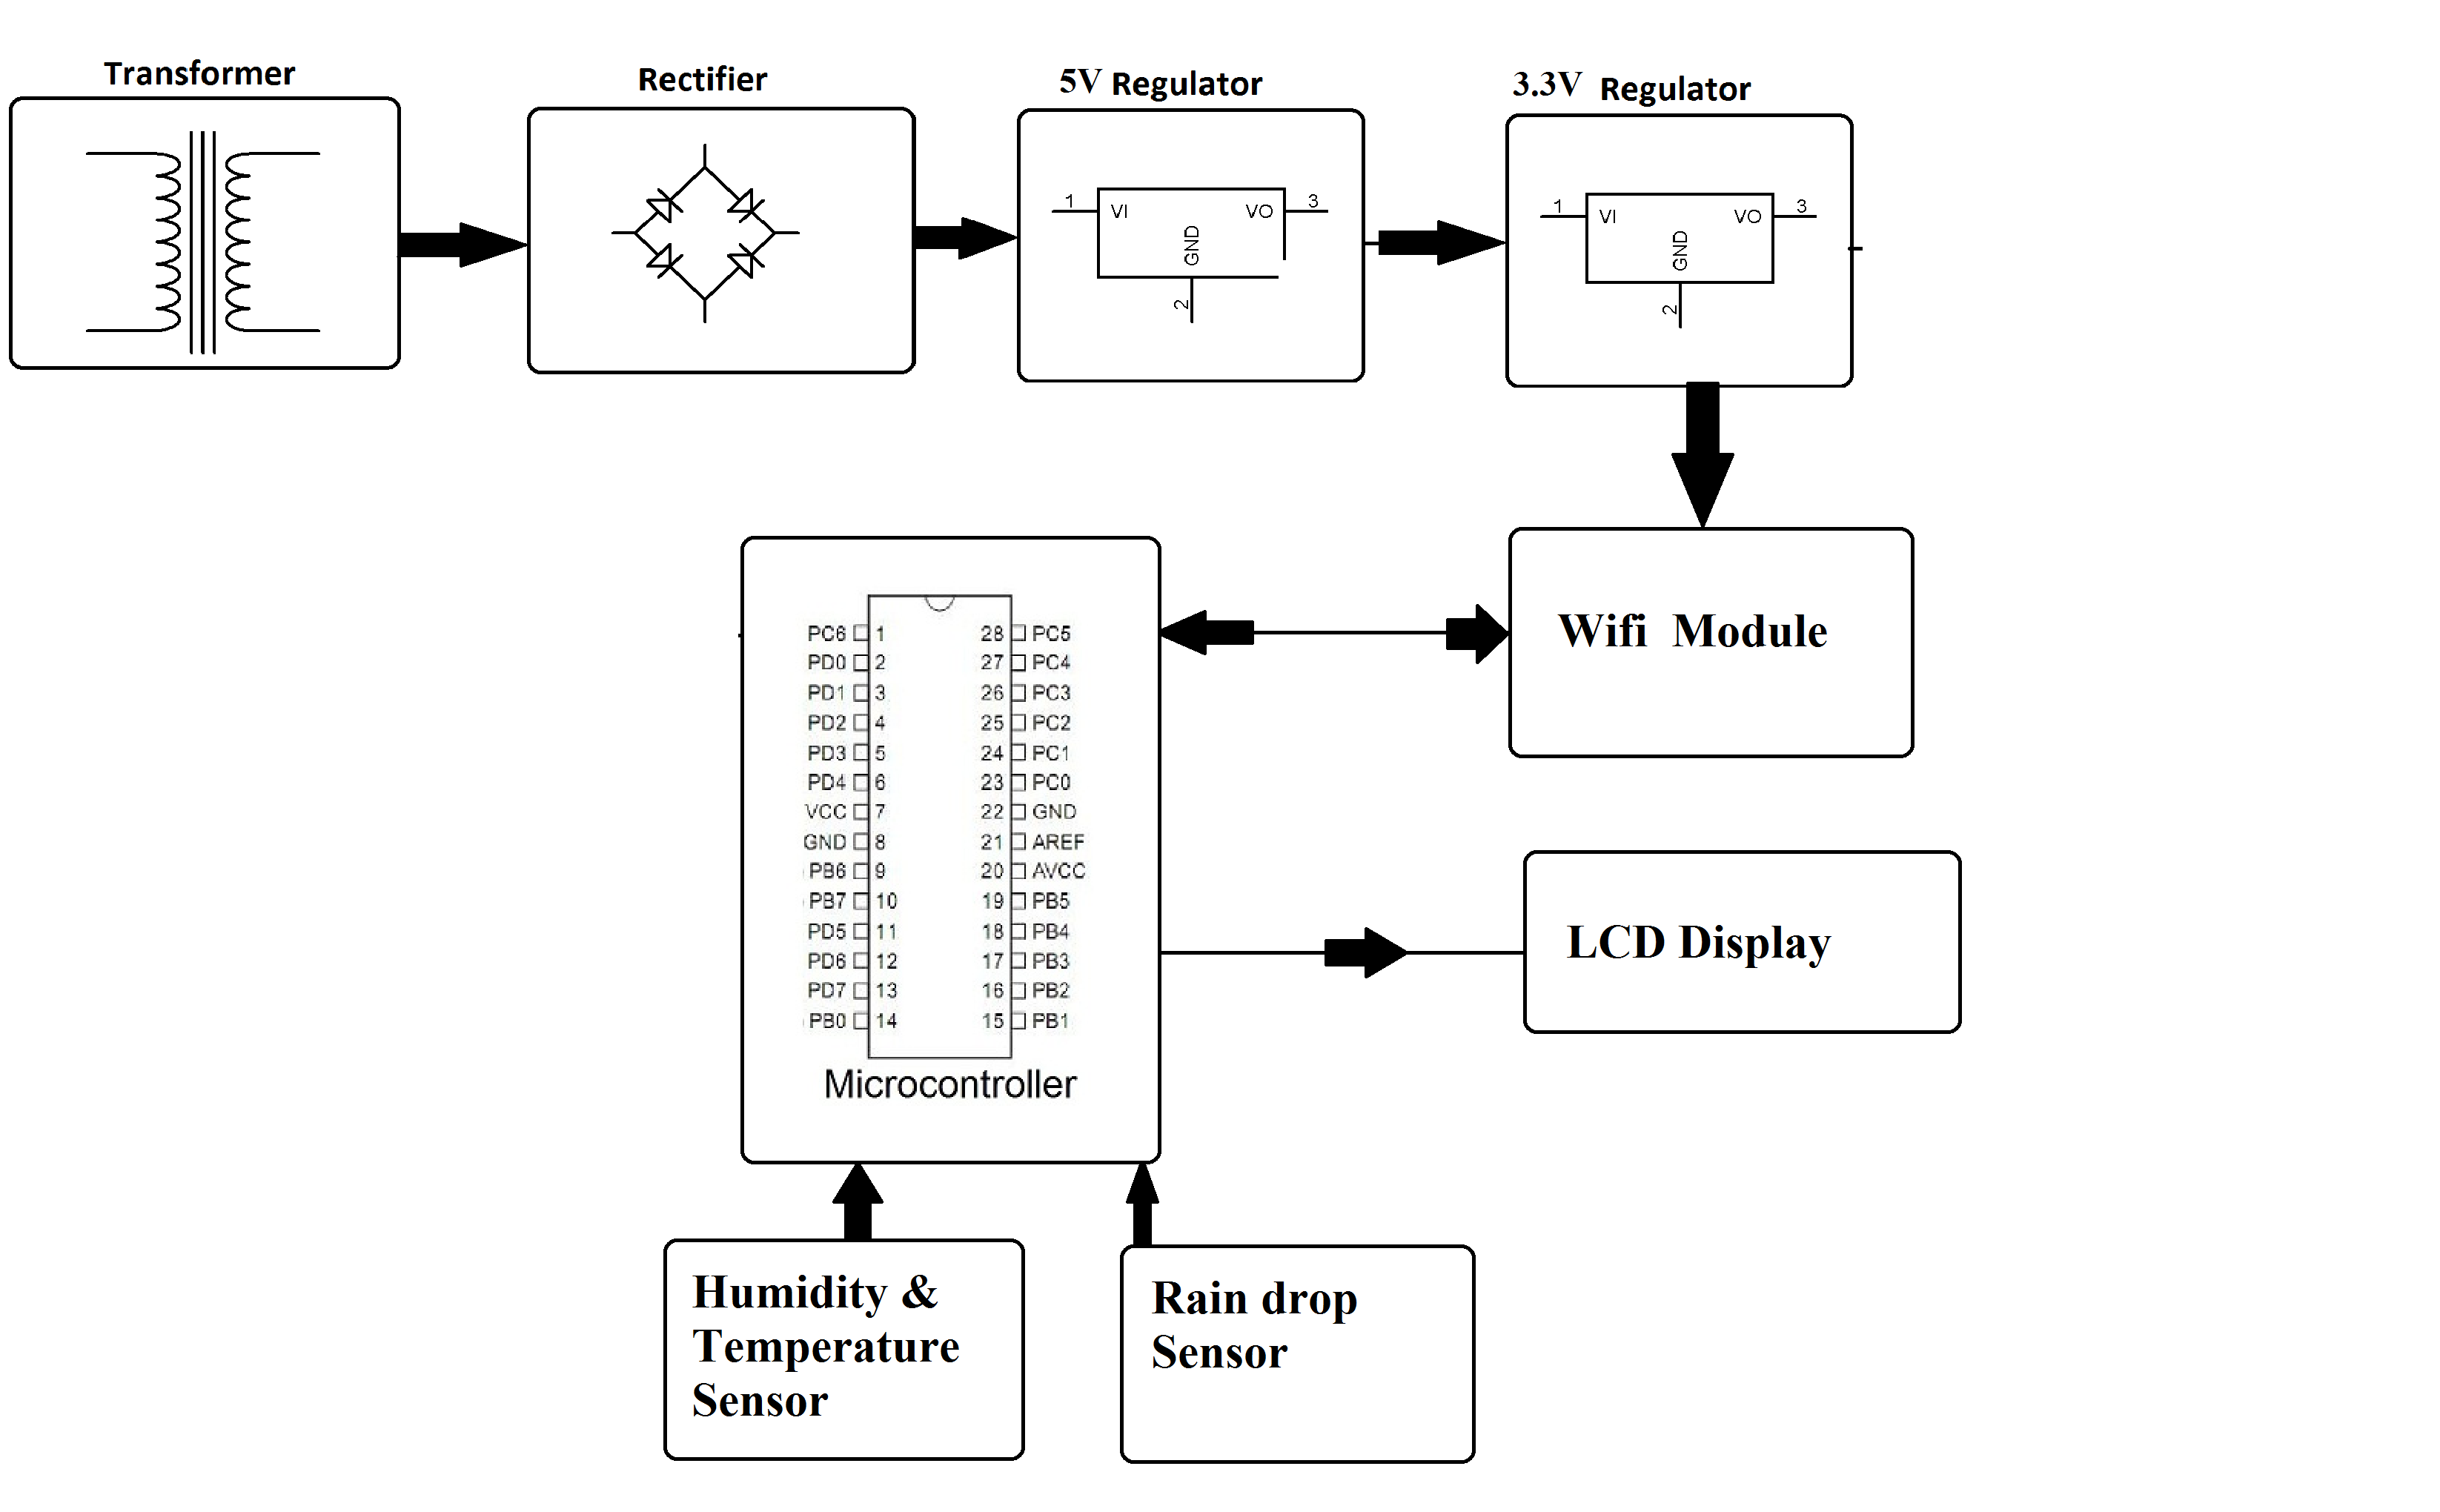 Transformer
Rectifier
5V Regulator
3.3V Regulator
1 VI VO 3
GND
2
1 VI VO 3
GND
2
Wifi Module
PC6 1 28 PC5
PD0 2 27 PC4
PD1 3 26 PC3
PD2 4 25 PC2
PD3 5 24 PC1
PD4 6 23 PC0
VCC 7 22 GND
GND 8 21 AREF
PB6 9 20 AVCC
PB7 10 19 PB5
PD5 11 18 PB4
PD6 12 17 PB3
PD7 13 16 PB2
PB0 14 15 PB1
Microcontroller
LCD Display
Humidity &
Temperature
Sensor
Rain drop
Sensor